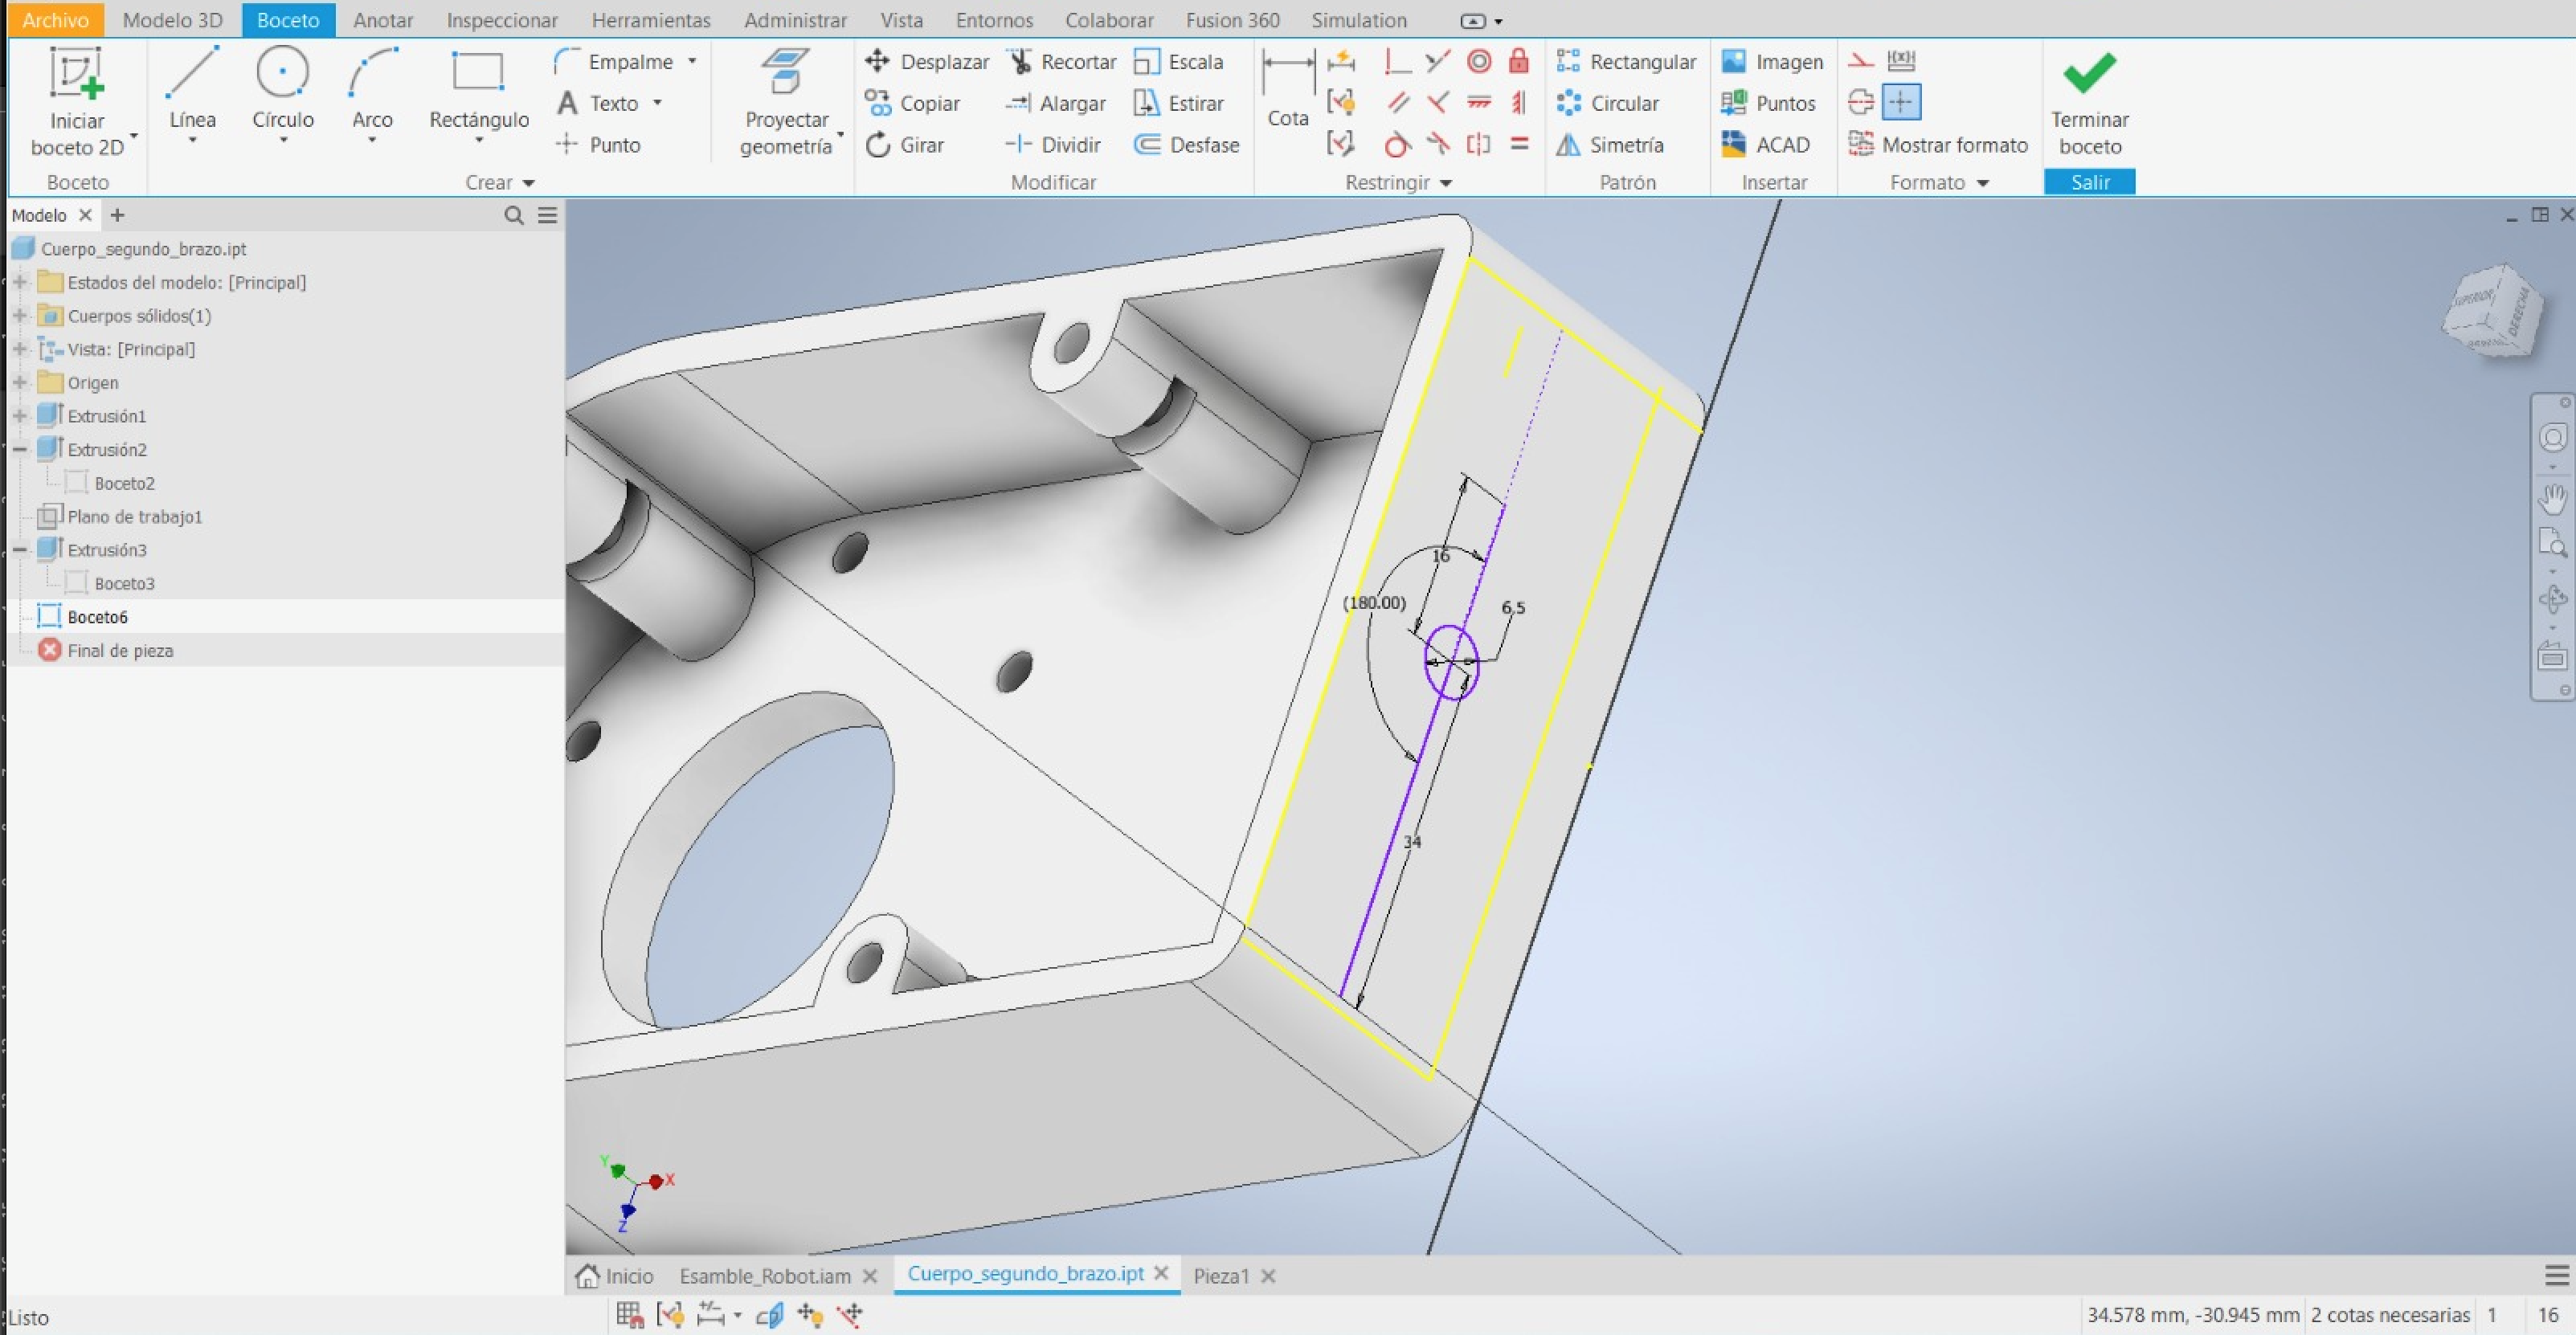 Archivo Modelo 3D Boceto Anotar Inspeccionar Herramientas Administrar Vista Entornos Colaborar Fusion 360 Simulation
Iniciar boceto 2D
Línea
Círculo
Arco
Rectángulo
Empalme
Texto
Punto
Proyectar geometría
Desplazar
Copiar
Girar
Recortar
Alargar
Dividir
Escala
Estirar
Desfase
Cota
Rectangular
Circular
Simetría
Imagen
Puntos
ACAD
Mostrar formato
Terminar boceto
Boceto Crear Modificar Restringir Patrón Insertar Formato Salir
Modelo
Cuerpo_segundo_brazo.ipt
Estados del modelo: [Principal]
Cuerpos sólidos(1)
Vista: [Principal]
Origen
Extrusión1
Extrusión2
Boceto2
Plano de trabajo1
Extrusión3
Boceto3
Boceto6
Final de pieza
SUPERIOR
DERECHA
16
(180.00)
6,5
34
Y
X
Z
Inicio Esamble_Robot.iam Cuerpo_segundo_brazo.ipt Pieza1
Listo
34.578 mm, -30.945 mm 2 cotas necesarias 1 16